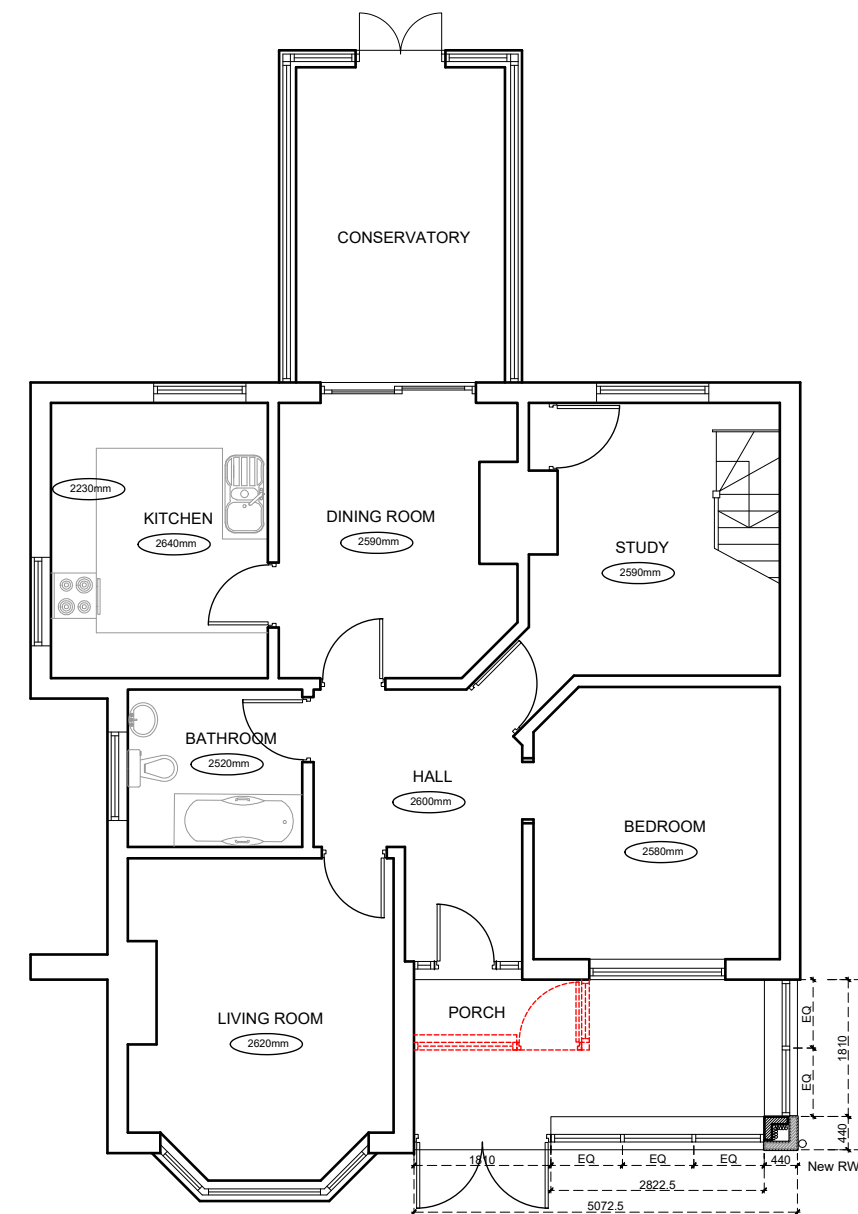 CONSERVATORY
2230mm
KITCHEN
2640mm
DINING ROOM
2590mm
STUDY
2590mm
BATHROOM
2520mm
HALL
2600mm
BEDROOM
2580mm
LIVING ROOM
2620mm
PORCH
EQ
1810
EQ
440
1810
EQ
EQ
EQ
440
New RW
2822.5
5072.5